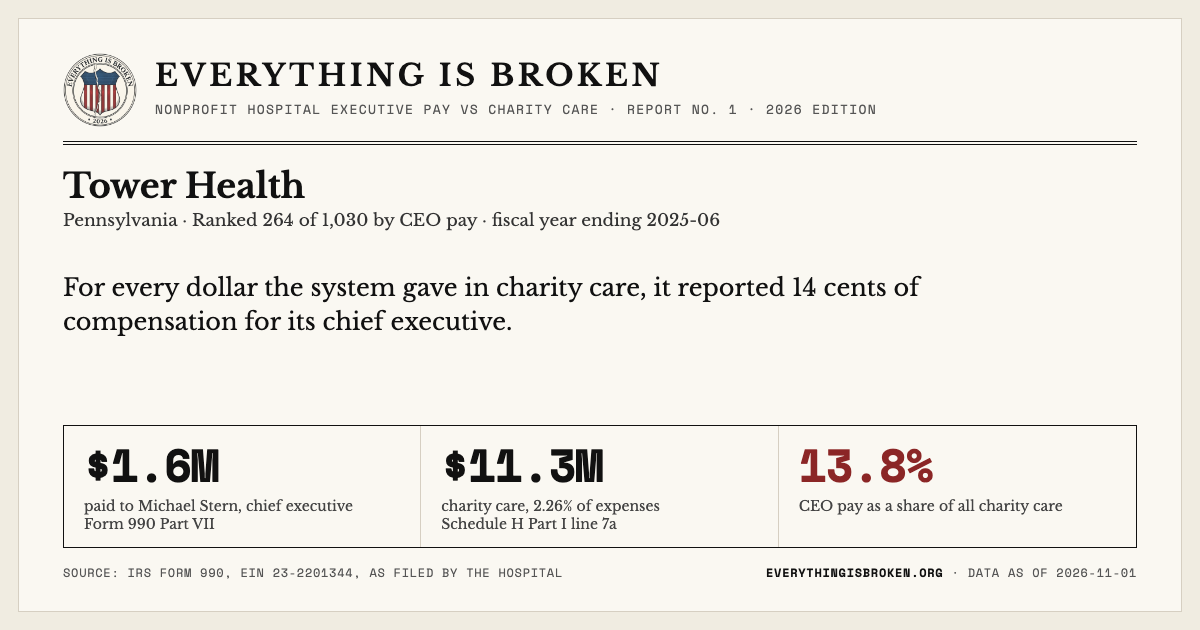 EVERYTHING IS BROKEN
2026
EVERYTHING IS BROKEN
NONPROFIT HOSPITAL EXECUTIVE PAY VS CHARITY CARE · REPORT NO. 1 · 2026 EDITION
Tower Health
Pennsylvania · Ranked 264 of 1,030 by CEO pay · fiscal year ending 2025-06
For every dollar the system gave in charity care, it reported 14 cents of
compensation for its chief executive.
$1.6M
paid to Michael Stern, chief executive
Form 990 Part VII
$11.3M
charity care, 2.26% of expenses
Schedule H Part I line 7a
13.8%
CEO pay as a share of all charity care
SOURCE: IRS FORM 990, EIN 23-2201344, AS FILED BY THE HOSPITAL
EVERYTHINGISBROKEN.ORG · DATA AS OF 2026-11-01